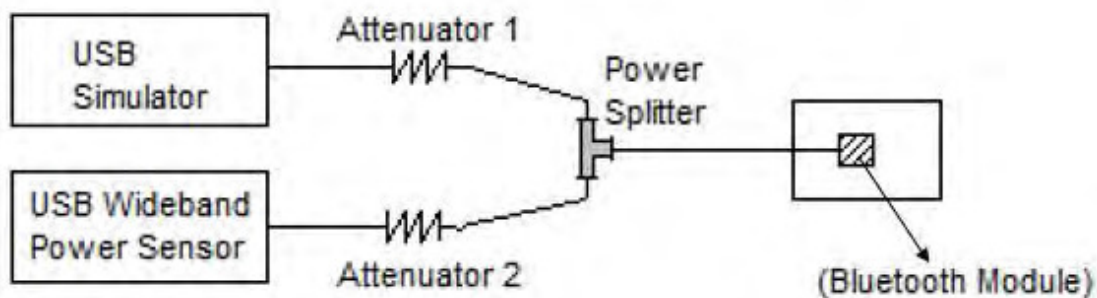 USB
Simulator
Attenuator 1
Power
Splitter
USB Wideband
Power Sensor
Attenuator 2
(Bluetooth Module)